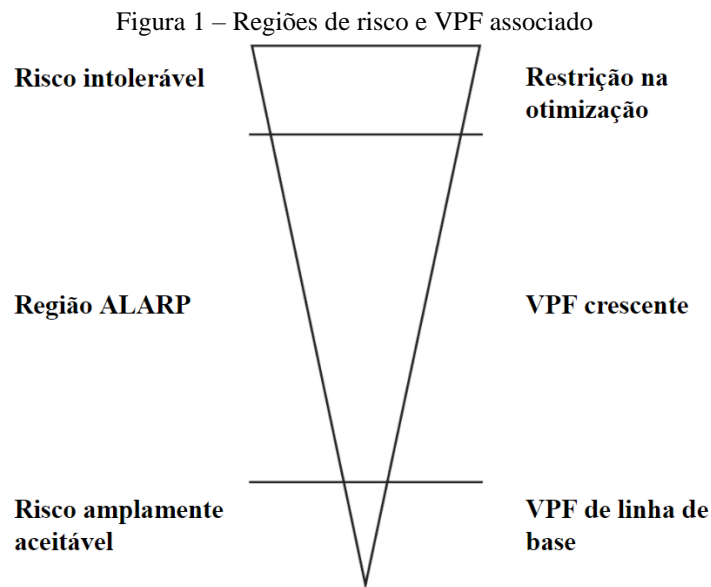 Figura 1 – Regiões de risco e VPF associado
Risco intolerável
Restrição na
otimização
Região ALARP
VPF crescente
Risco amplamente
aceitável
VPF de linha de
base